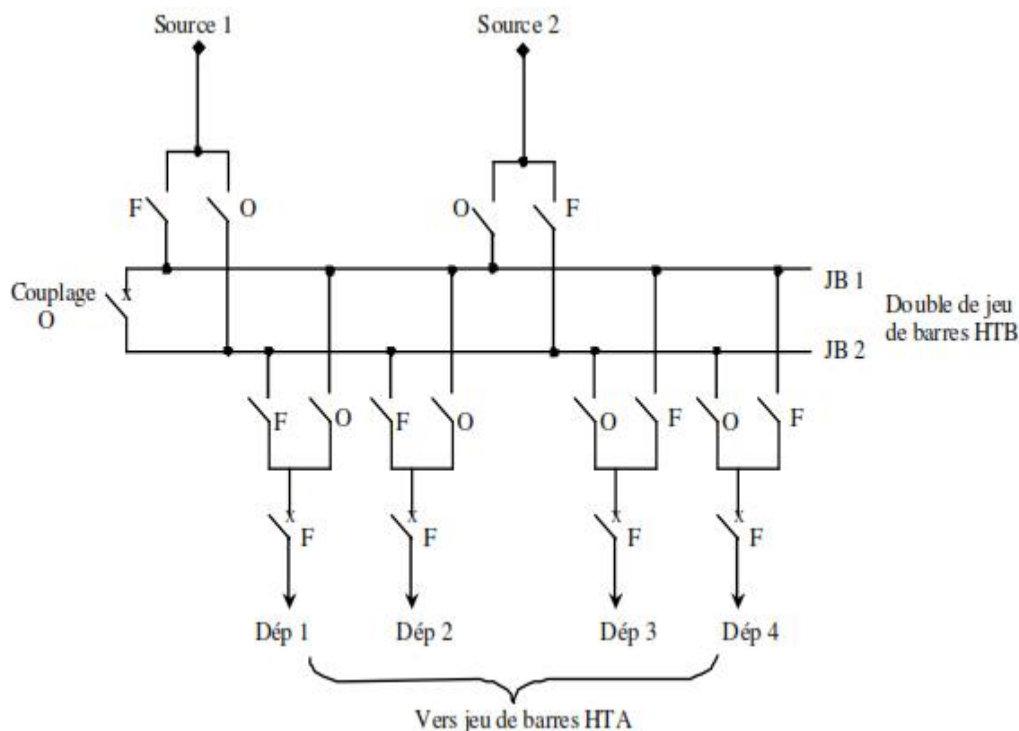 Source 1
Source 2
F
O
O
F
Couplage
O
JB 1
Double de jeu
de barres HTB
JB 2
F
O
F
O
O
F
O
F
x
F
x
F
x
F
x
F
Dép 1
Dép 2
Dép 3
Dép 4
Vers jeu de barres HTA